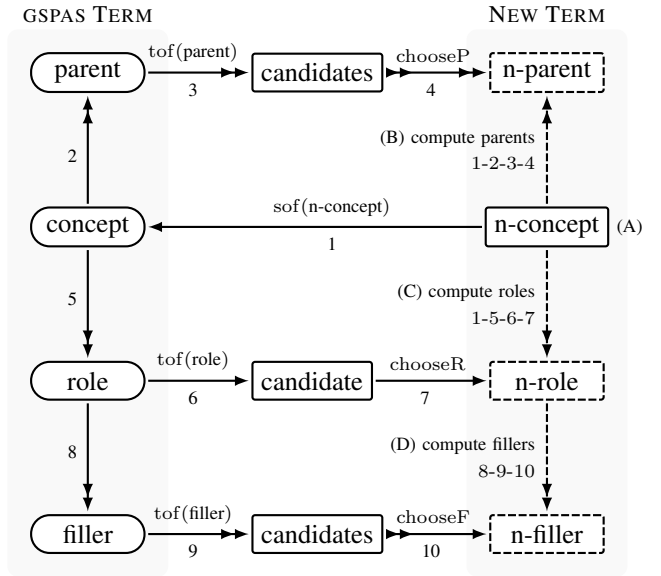 GSPAS TERM
NEW TERM
parent
tof(parent)
3
candidates
chooseP
4
n-parent
2
(B) compute parents
1-2-3-4
concept
sof(n-concept)
1
n-concept
(A)
5
(C) compute roles
1-5-6-7
role
tof(role)
6
candidate
chooseR
7
n-role
8
(D) compute fillers
8-9-10
filler
tof(filler)
9
candidates
chooseF
10
n-filler